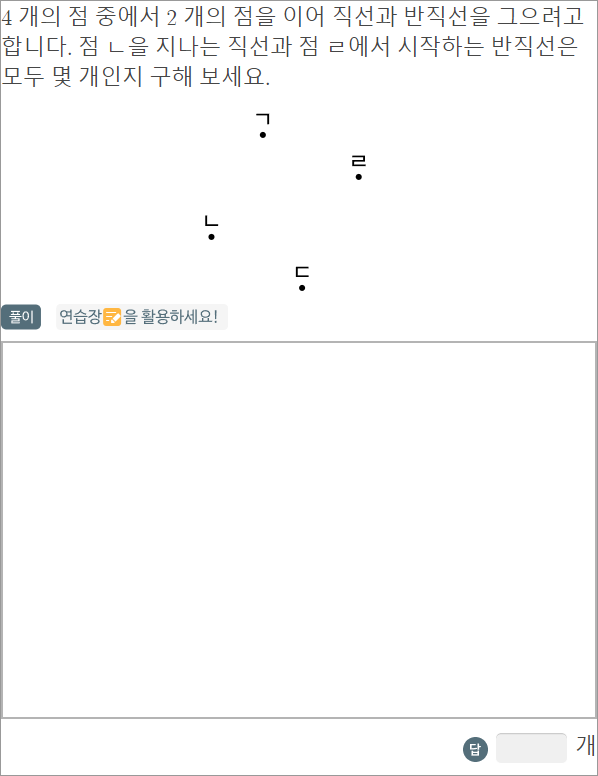 4 개의 점 중에서 2 개의 점을 이어 직선과 반직선을 그으려고
합니다. 점 ㄴ을 지나는 직선과 점 ㄹ에서 시작하는 반직선은
모두 몇 개인지 구해 보세요.
ㄱ
ㄹ
ㄴ
ㄷ
풀이 연습장을 활용하세요!
답 개